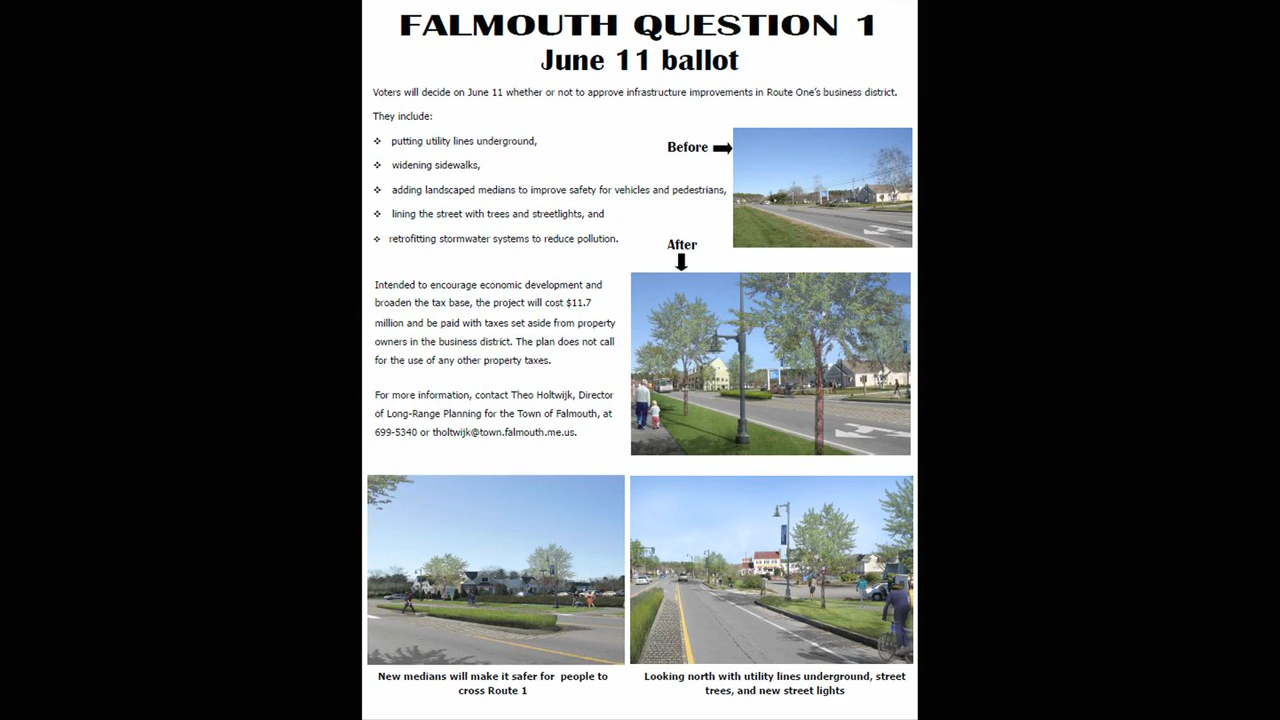 FALMOUTH QUESTION 1
June 11 ballot
Voters will decide on June 11 whether or not to approve infrastructure improvements in Route One's business district.
They include:
❖ putting utility lines underground,
❖ widening sidewalks,
❖ adding landscaped medians to improve safety for vehicles and pedestrians,
❖ lining the street with trees and streetlights, and
❖ retrofitting stormwater systems to reduce pollution.
Before
After
Intended to encourage economic development and
broaden the tax base, the project will cost $11.7
million and be paid with taxes set aside from property
owners in the business district. The plan does not call
for the use of any other property taxes.
For more information, contact Theo Holtwijk, Director
of Long-Range Planning for the Town of Falmouth, at
699-5340 or tholtwijk@town.falmouth.me.us.
New medians will make it safer for people to
cross Route 1
Looking north with utility lines underground, street
trees, and new street lights